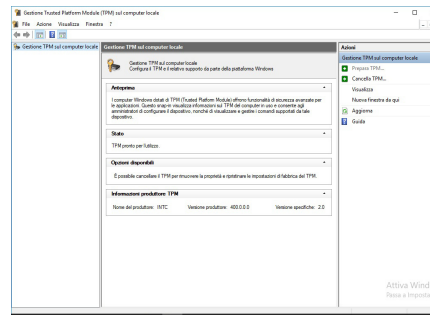 Gestione Trusted Platform Module (TPM) sul computer locale
File Azione Visualizza Finestra ?
Gestione TPM sul computer locale
Gestione TPM sul computer locale
Gestione TPM sul computer locale
Configura il TPM e il relativo supporto da parte della piattaforma Windows
Anteprima
I computer Windows dotati di TPM (Trusted Platform Module) offrono funzionalità di sicurezza avanzate per
le applicazioni. Questo snap-in visualizza informazioni sul TPM del computer in uso e consente agli
amministratori di configurare il dispositivo, nonché di visualizzare e gestire i comandi supportati da tale
dispositivo.
Stato
TPM pronto per l'utilizzo.
Opzioni disponibili
È possibile cancellare il TPM per rimuovere la proprietà e ripristinare le impostazioni di fabbrica del TPM.
Informazioni produttore TPM
Nome del produttore: INTC Versione produttore: 400.0.0.0 Versione specifiche: 2.0
Azioni
Gestione TPM sul computer locale
Prepara TPM...
Cancella TPM...
Visualizza
Nuova finestra da qui
Aggiorna
Guida
Attiva Wind
Passa a Imposta